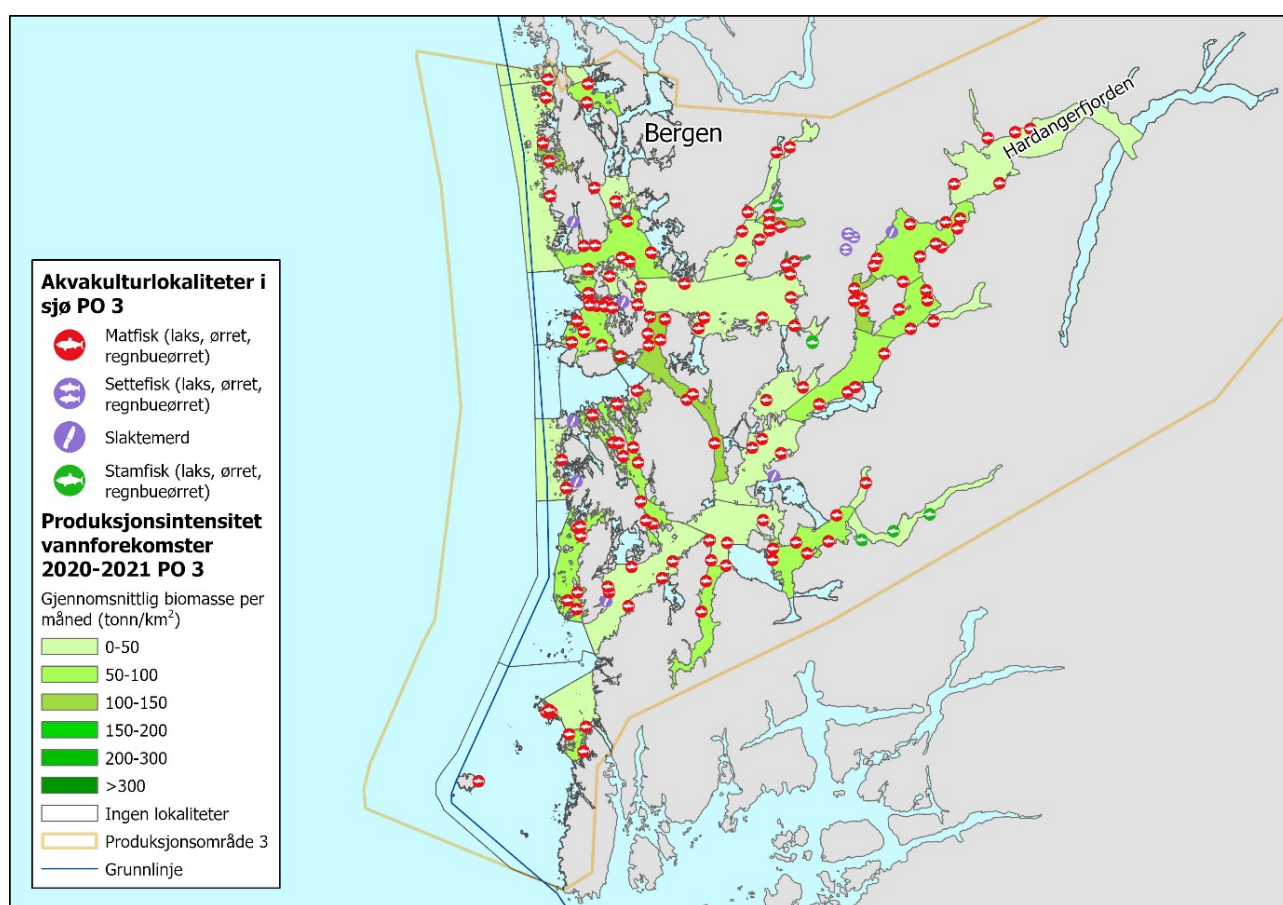 Bergen
Hardangerfjorden
Akvakulturlokaliteter i
sjø PO 3
Matfisk (laks, ørret,
regnbueørret)
Settefisk (laks, ørret,
regnbueørret)
Slaktemerd
Stamfisk (laks, ørret,
regnbueørret)
Produksjonsintensitet
vannforekomster
2020-2021 PO 3
Gjennomsnittlig biomasse per
måned (tonn/km²)
0-50
50-100
100-150
150-200
200-300
>300
Ingen lokaliteter
Produksjonsområde 3
Grunnlinje